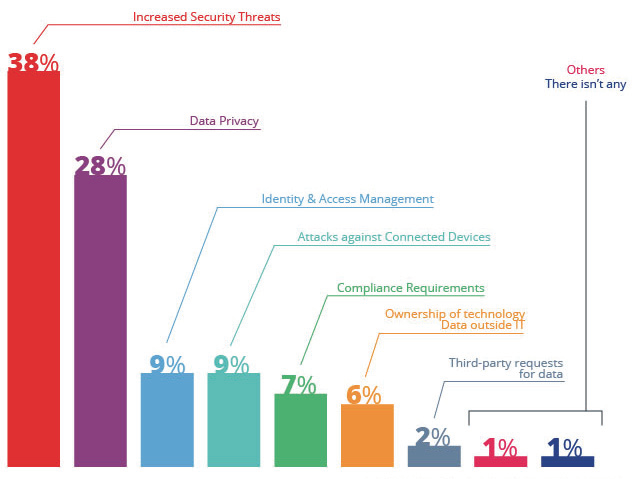 Increased Security Threats
38%
Data Privacy
28%
Identity & Access Management
9%
Attacks against Connected Devices
9%
Compliance Requirements
7%
Ownership of technology
Data outside IT
6%
Third-party requests
for data
2%
Others
There isn't any
1%
1%